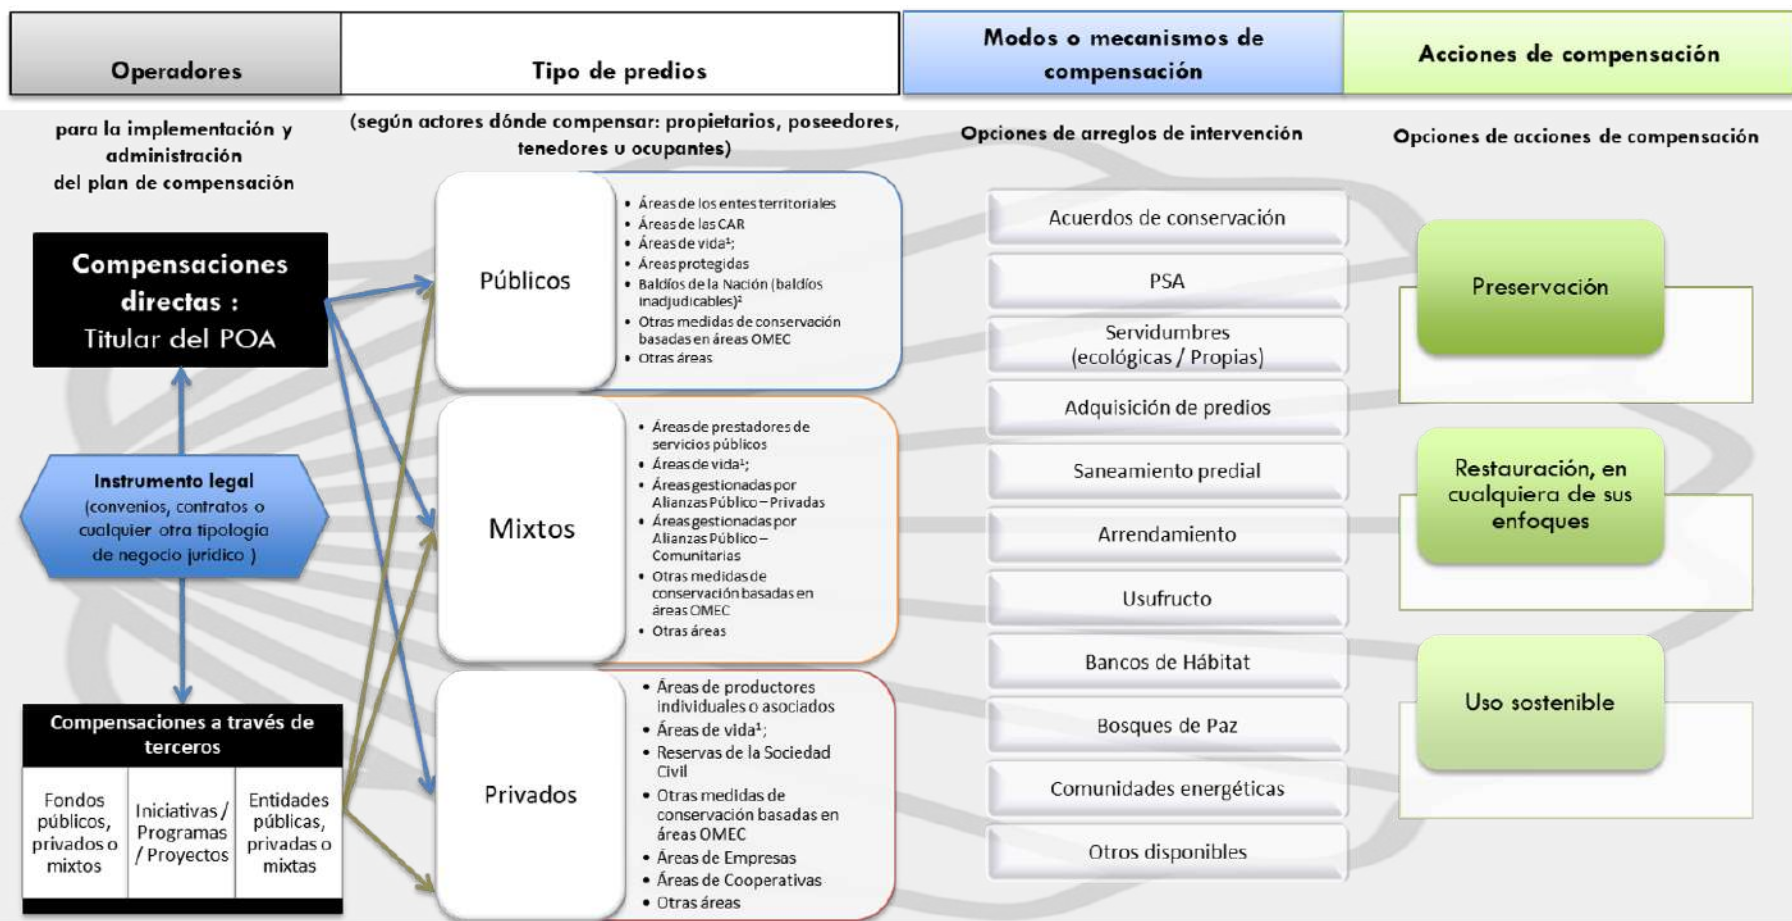 Operadores
para la implementación y
administración
del plan de compensación
Compensaciones
directas :
Titular del POA
Instrumento legal
(convenios, contratos o
cualquier otra tipología
de negocio jurídico )
Compensaciones a través de
terceros
Fondos
públicos,
privados o
mixtos
Iniciativas /
Programas
/ Proyectos
Entidades
públicas,
privadas o
mixtas
Tipo de predios
(según actores dónde compensar: propietarios, poseedores,
tenedores u ocupantes)
Públicos
• Áreas de los entes territoriales
• Áreas de las CAR
• Áreas de vida¹;
• Áreas protegidas
• Baldíos de la Nación (baldíos
inadjudicables)²
• Otras medidas de conservación
basadas en áreas OMEC
• Otras áreas
Mixtos
• Áreas de prestadores de
servicios públicos
• Áreas de vida¹;
• Áreas gestionadas por
Alianzas Público – Privadas
• Áreas gestionadas por
Alianzas Público –
Comunitarias
• Otras medidas de
conservación basadas en
áreas OMEC
• Otras áreas
Privados
• Áreas de productores
individuales o asociados
• Áreas de vida¹;
• Reservas de la Sociedad
Civil
• Otras medidas de
conservación basadas en
áreas OMEC
• Áreas de Empresas
• Áreas de Cooperativas
• Otras áreas
Modos o mecanismos de
compensación
Opciones de arreglos de intervención
Acuerdos de conservación
PSA
Servidumbres
(ecológicas / Propias)
Adquisición de predios
Saneamiento predial
Arrendamiento
Usufructo
Bancos de Hábitat
Bosques de Paz
Comunidades energéticas
Otros disponibles
Acciones de compensación
Opciones de acciones de compensación
Preservación
Restauración, en
cualquiera de sus
enfoques
Uso sostenible